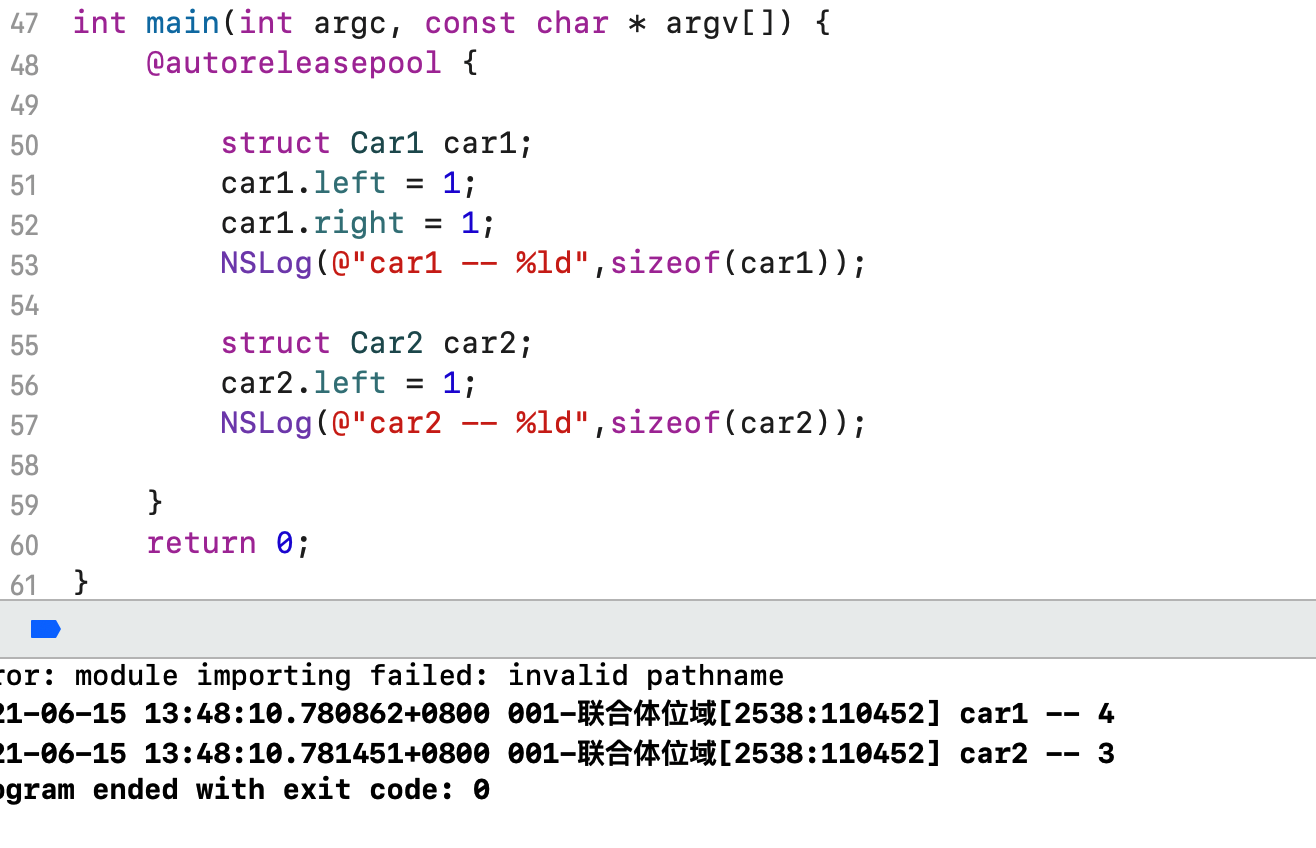 47 int main(int argc, const char * argv[]) {
48     @autoreleasepool {
49
50         struct Car1 car1;
51         car1.left = 1;
52         car1.right = 1;
53         NSLog(@"car1 -- %ld",sizeof(car1));
54
55         struct Car2 car2;
56         car2.left = 1;
57         NSLog(@"car2 -- %ld",sizeof(car2));
58
59     }
60     return 0;
61 }
ror: module importing failed: invalid pathname
21-06-15 13:48:10.780862+0800 001-联合体位域[2538:110452] car1 -- 4
21-06-15 13:48:10.781451+0800 001-联合体位域[2538:110452] car2 -- 3
ogram ended with exit code: 0